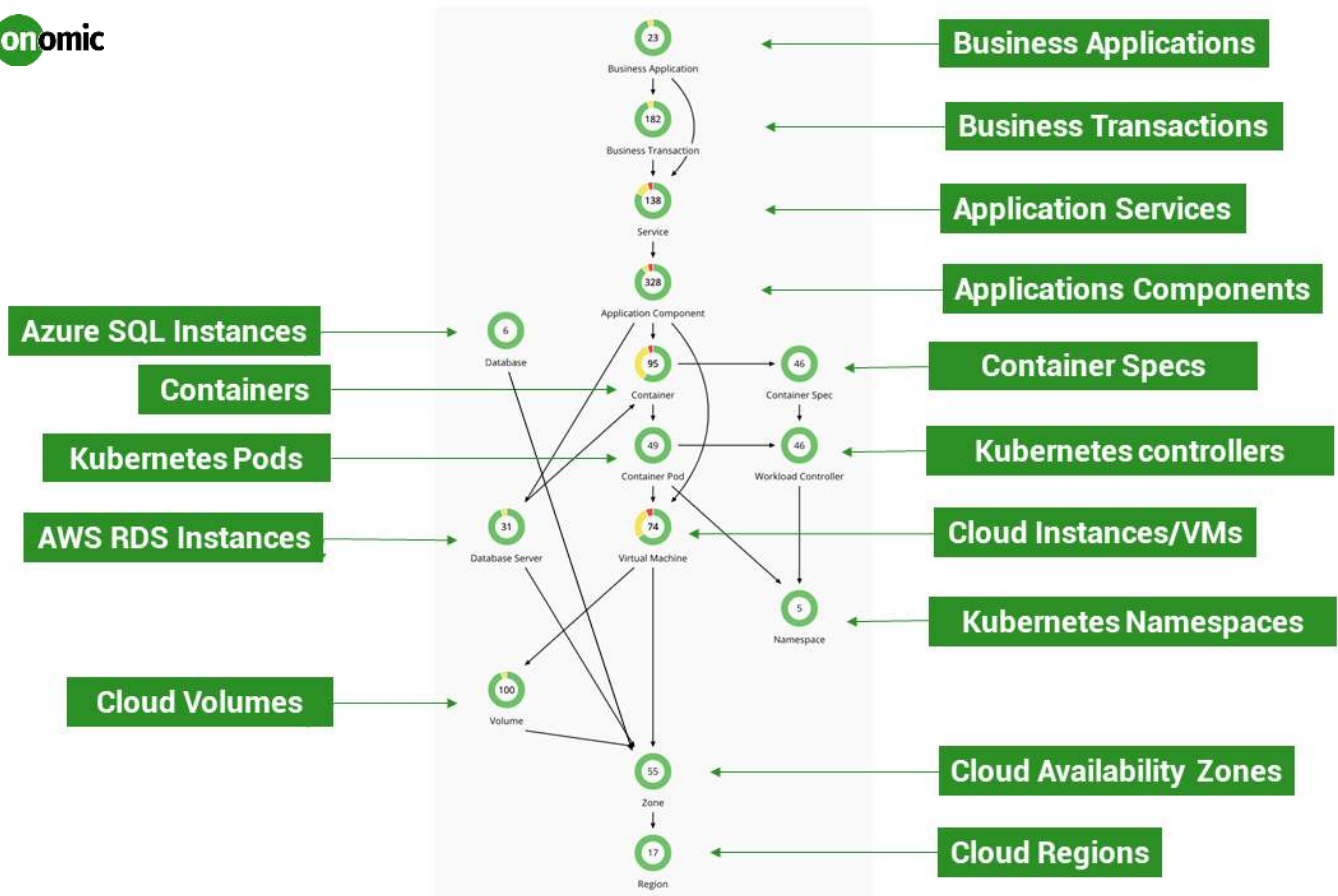 onomic
23
Business Application
Business Applications
182
Business Transaction
Business Transactions
138
Service
Application Services
328
Application Component
Applications Components
Azure SQL Instances
6
Database
Containers
95
Container
46
Container Spec
Container Specs
Kubernetes Pods
49
Container Pod
46
Workload Controller
Kubernetes controllers
AWS RDS Instances
31
Database Server
74
Virtual Machine
Cloud Instances/VMs
5
Namespace
Kubernetes Namespaces
Cloud Volumes
100
Volume
55
Zone
Cloud Availability Zones
17
Region
Cloud Regions